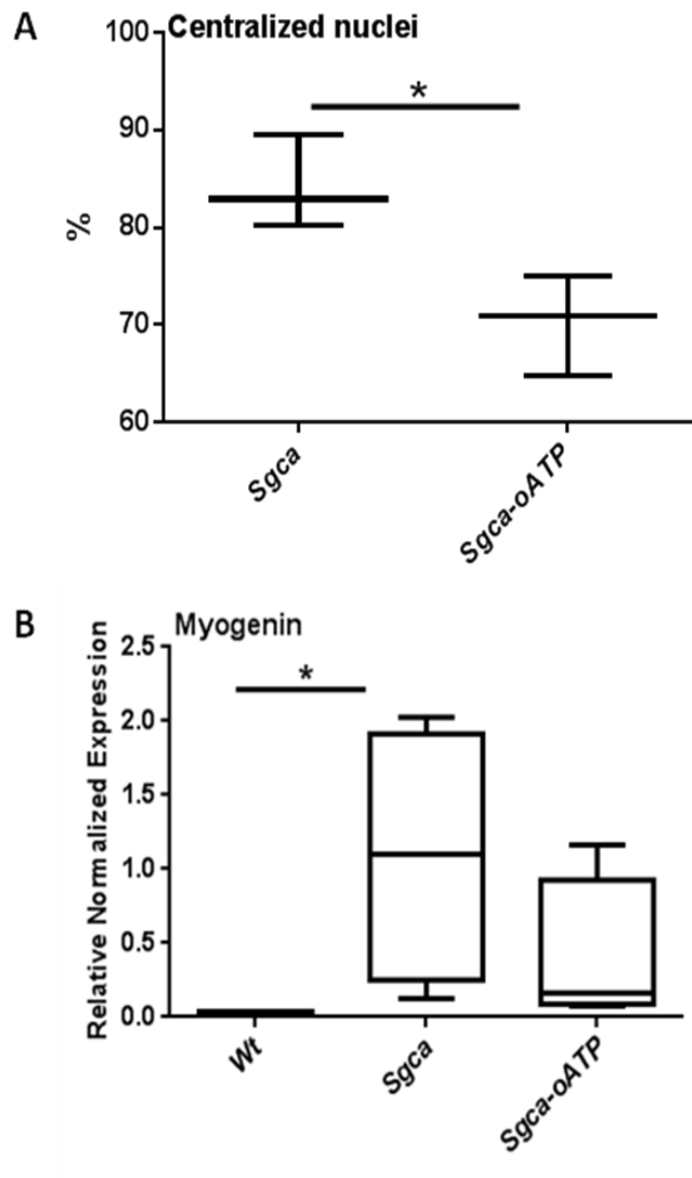 A
Centralized nuclei
100
90
80
70
60
%
*
Sgca
Sgca-oATP
B
Myogenin
Relative Normalized Expression
2.5
2.0
1.5
1.0
0.5
0.0
*
Wt
Sgca
Sgca-oATP